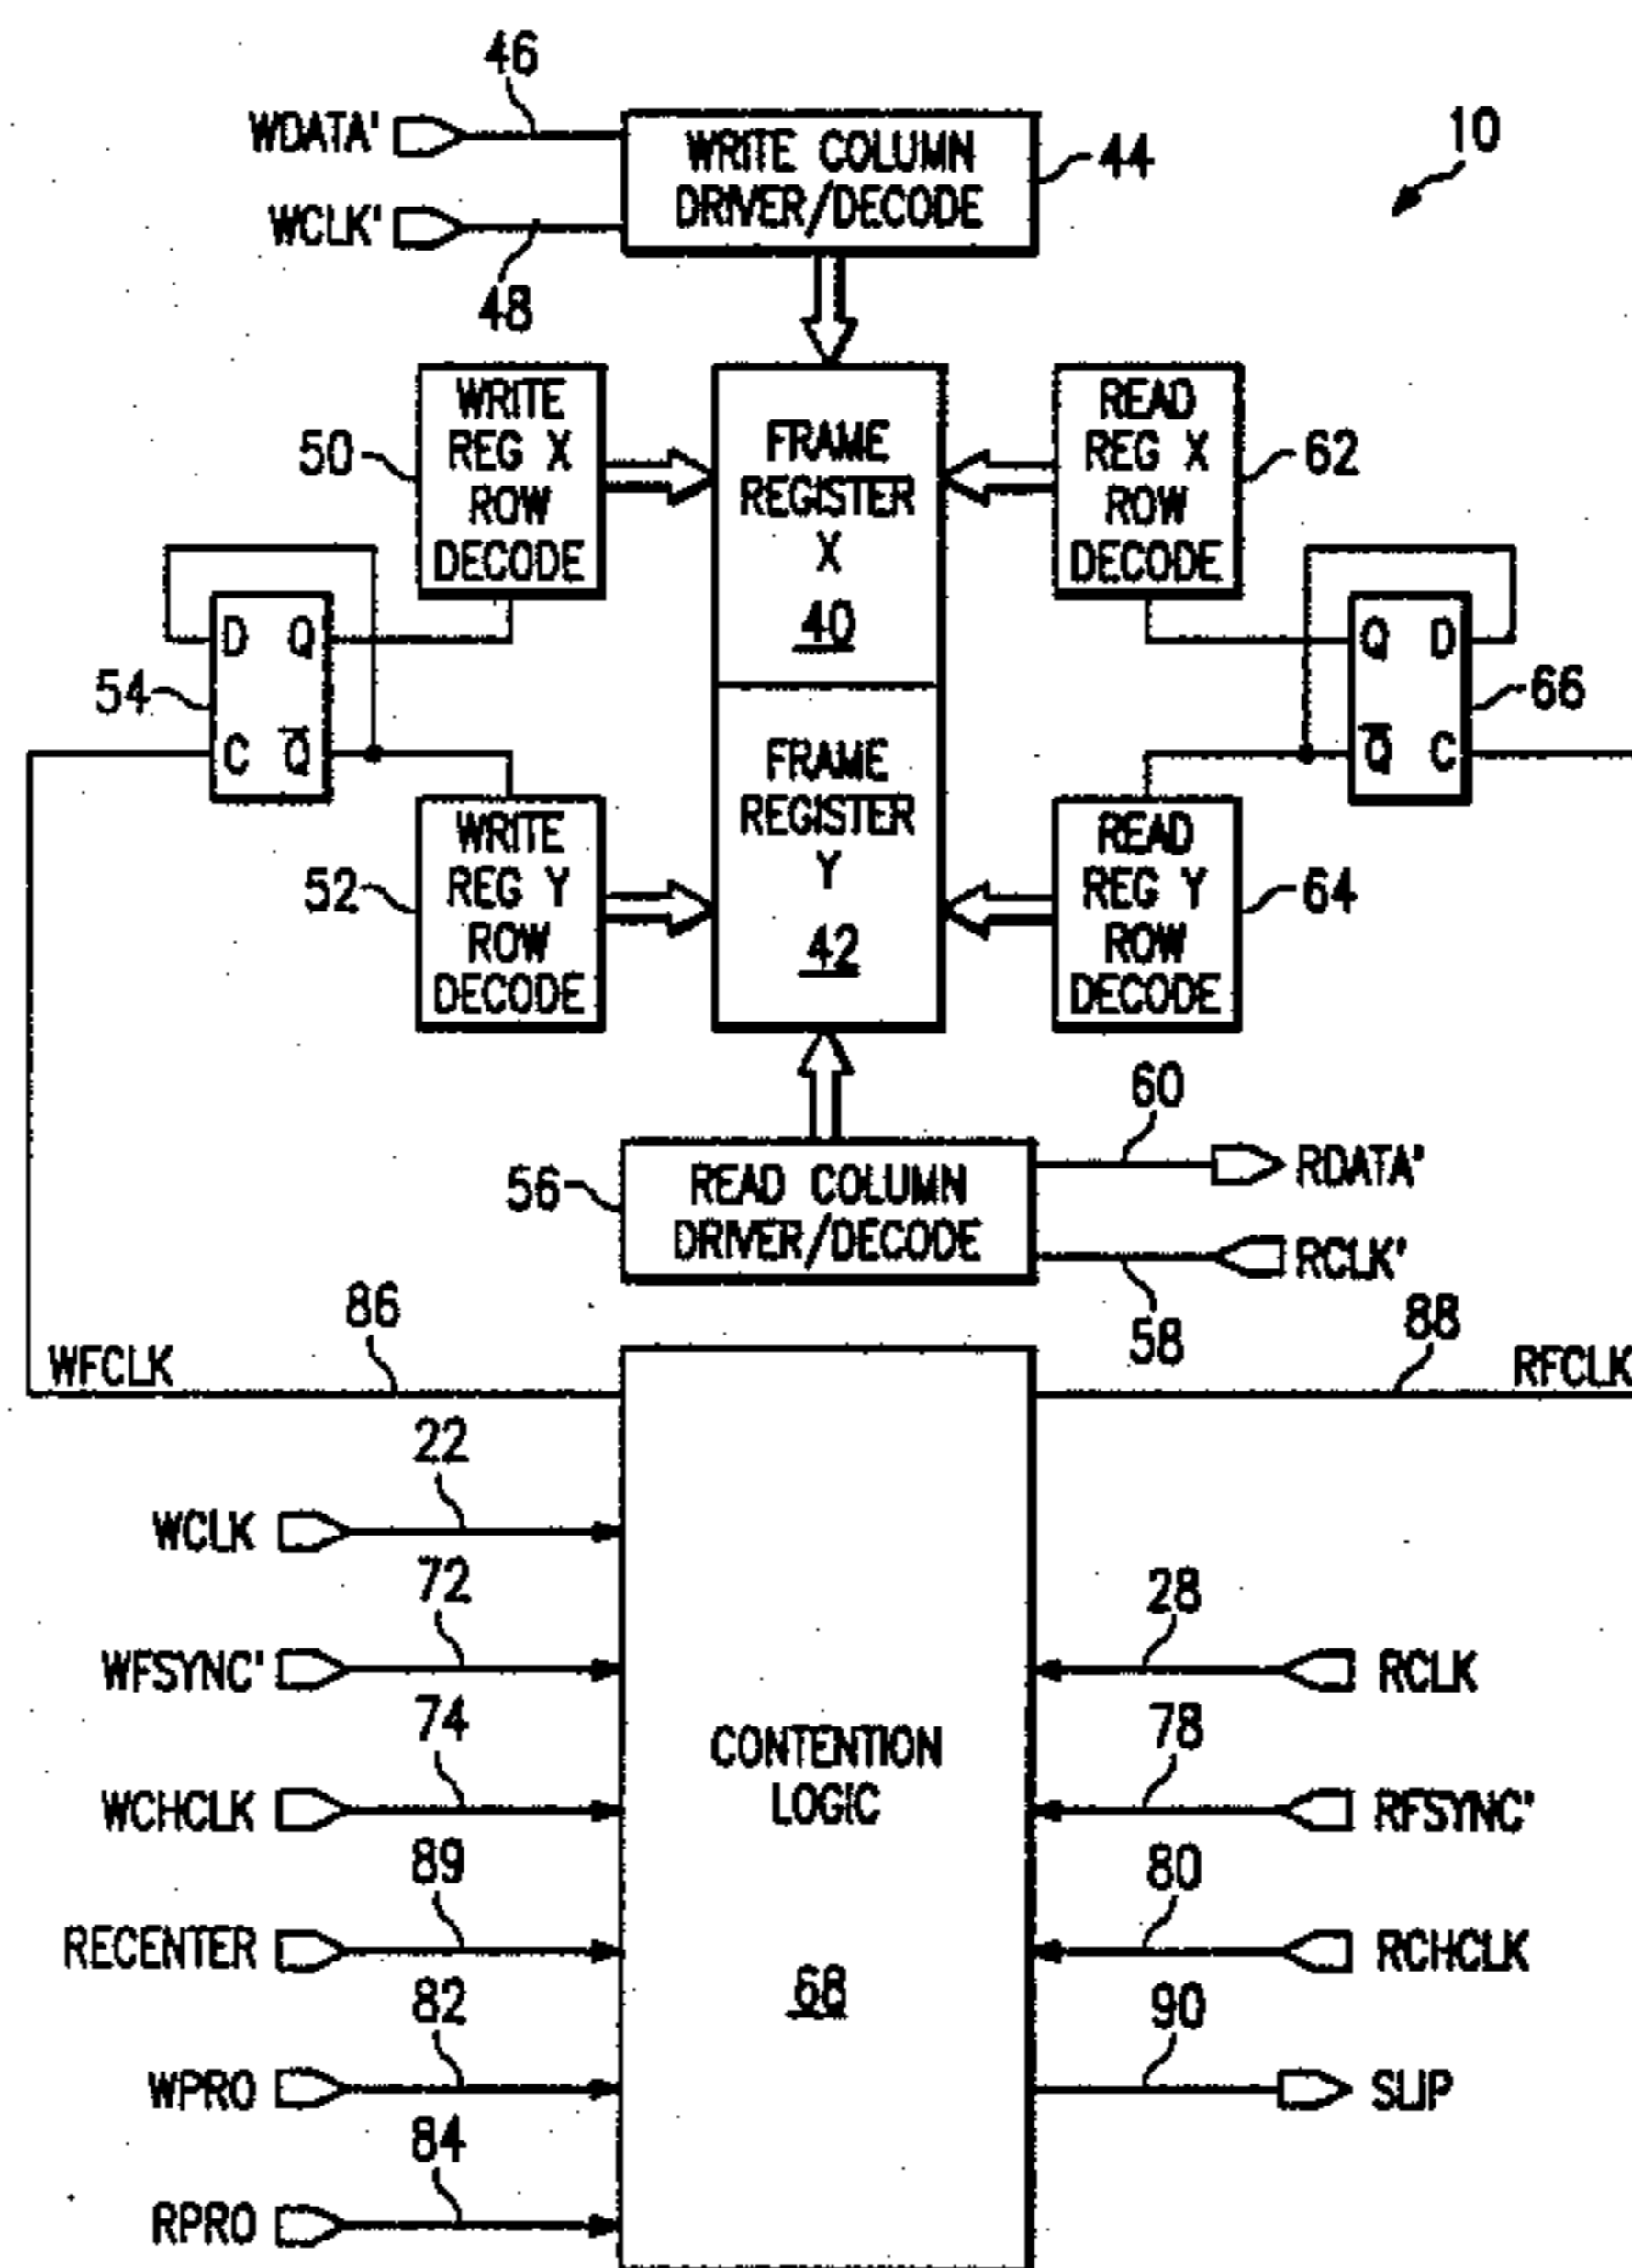 46
WDATA'
WRITE COLUMN
DRIVER/DECODE
44
10
WCLK'
48
50
WRITE
REG X
ROW
DECODE
FRAME
REGISTER
X
40
READ
REG X
ROW
DECODE
62
54
D Q
C Q̅
Q D
Q̅ C
66
52
WRITE
REG Y
ROW
DECODE
FRAME
REGISTER
Y
42
READ
REG Y
ROW
DECODE
64
60
56
READ COLUMN
DRIVER/DECODE
RDATA'
RCLK'
58
WFCLK
86
88
RFCLK
22
WCLK
72
WFSYNC'
74
WCHCLK
89
RECENTER
82
WPRO
84
RPRO
CONTENTION
LOGIC
68
28
RCLK
78
RFSYNC'
80
RCHCLK
90
SLIP